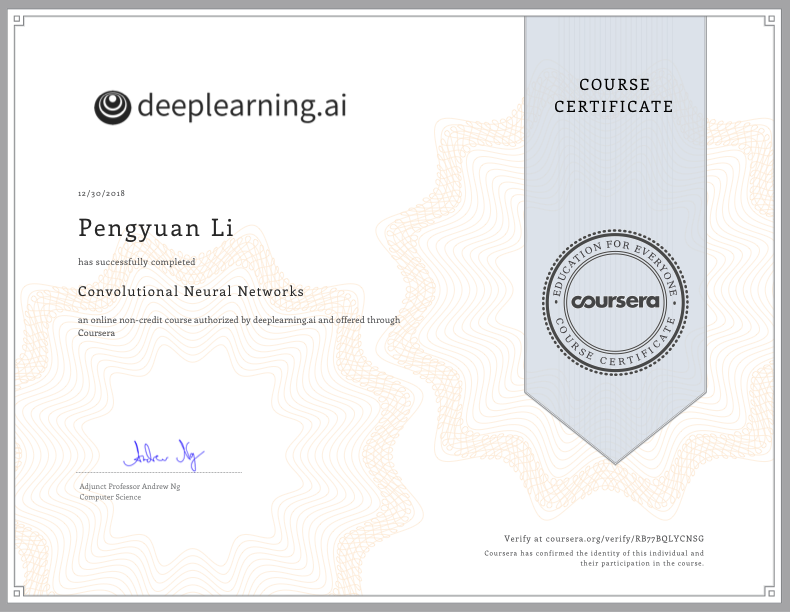 deeplearning.ai
COURSE
CERTIFICATE
12/30/2018
Pengyuan Li
has successfully completed
Convolutional Neural Networks
an online non-credit course authorized by deeplearning.ai and offered through
Coursera
EDUCATION FOR EVERYONE
coursera
COURSE CERTIFICATE
Andrew Ng
Adjunct Professor Andrew Ng
Computer Science
Verify at coursera.org/verify/RB77BQLYCNSG
Coursera has confirmed the identity of this individual and
their participation in the course.